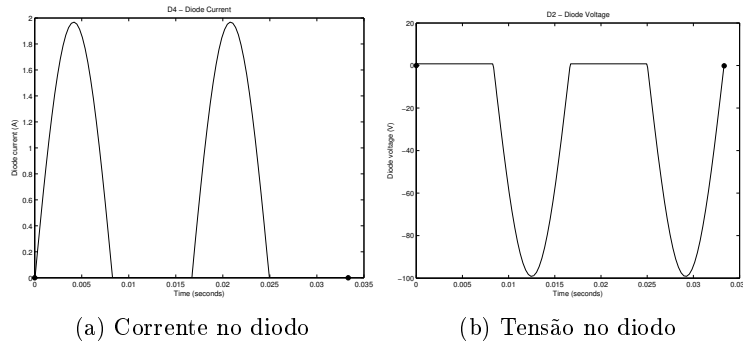 D4 – Diode Current
Diode current (A)
2
1.8
1.6
1.4
1.2
1
0.8
0.6
0.4
0.2
0
0 0.005 0.01 0.015 0.02 0.025 0.03 0.035
Time (seconds)
(a) Corrente no diodo
D2 – Diode Voltage
Diode voltage (V)
20
0
−20
−40
−60
−80
−100
0 0.005 0.01 0.015 0.02 0.025 0.03 0.035
Time (seconds)
(b) Tensão no diodo